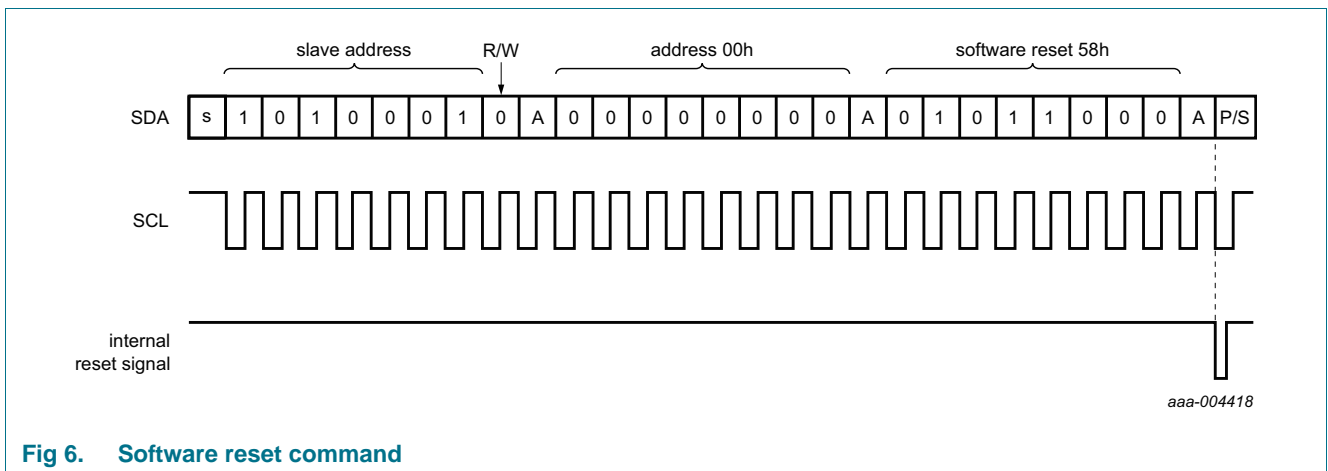 slave address R/W address 00h software reset 58h
SDA s 1 0 1 0 0 0 1 0 A 0 0 0 0 0 0 0 0 A 0 1 0 1 1 0 0 0 A P/S
SCL
internal
reset signal
aaa-004418
Fig 6. Software reset command